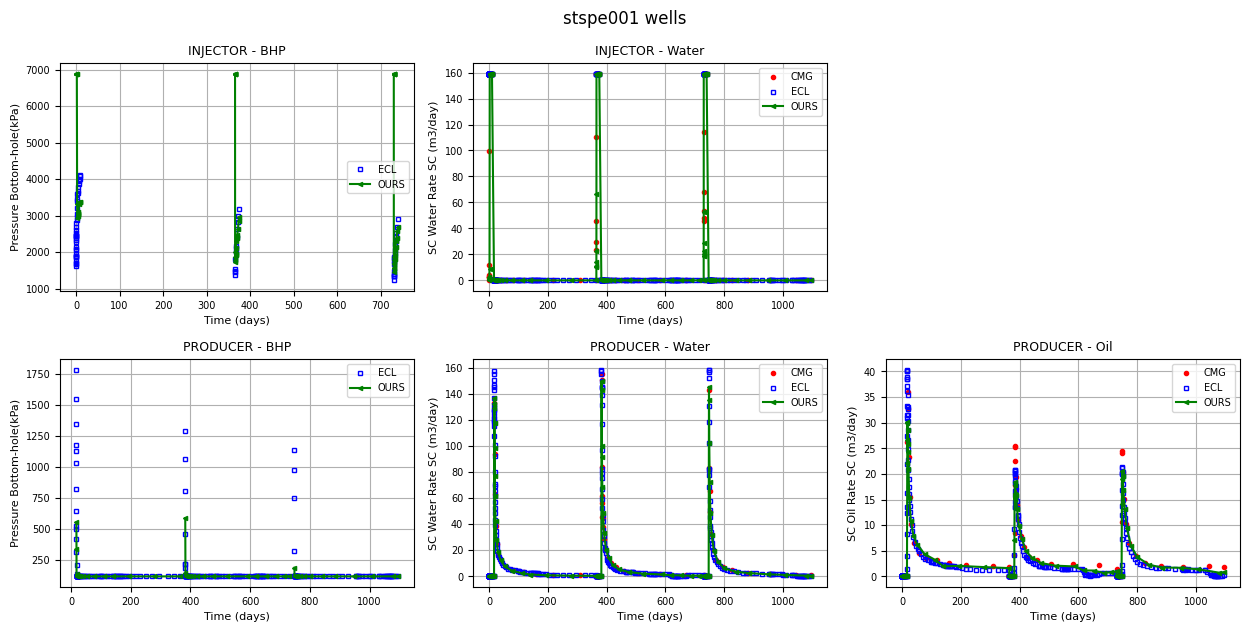 stspe001 wells
INJECTOR - BHP
Pressure Bottom-hole(kPa)
7000
6000
5000
4000
3000
2000
1000
ECL
OURS
0 100 200 300 400 500 600 700
Time (days)
INJECTOR - Water
SC Water Rate SC (m3/day)
160
140
120
100
80
60
40
20
0
CMG
ECL
OURS
0 200 400 600 800 1000
Time (days)
PRODUCER - BHP
Pressure Bottom-hole(kPa)
1750
1500
1250
1000
750
500
250
ECL
OURS
0 200 400 600 800 1000
Time (days)
PRODUCER - Water
SC Water Rate SC (m3/day)
160
140
120
100
80
60
40
20
0
CMG
ECL
OURS
0 200 400 600 800 1000
Time (days)
PRODUCER - Oil
SC Oil Rate SC (m3/day)
40
35
30
25
20
15
10
5
0
CMG
ECL
OURS
0 200 400 600 800 1000
Time (days)